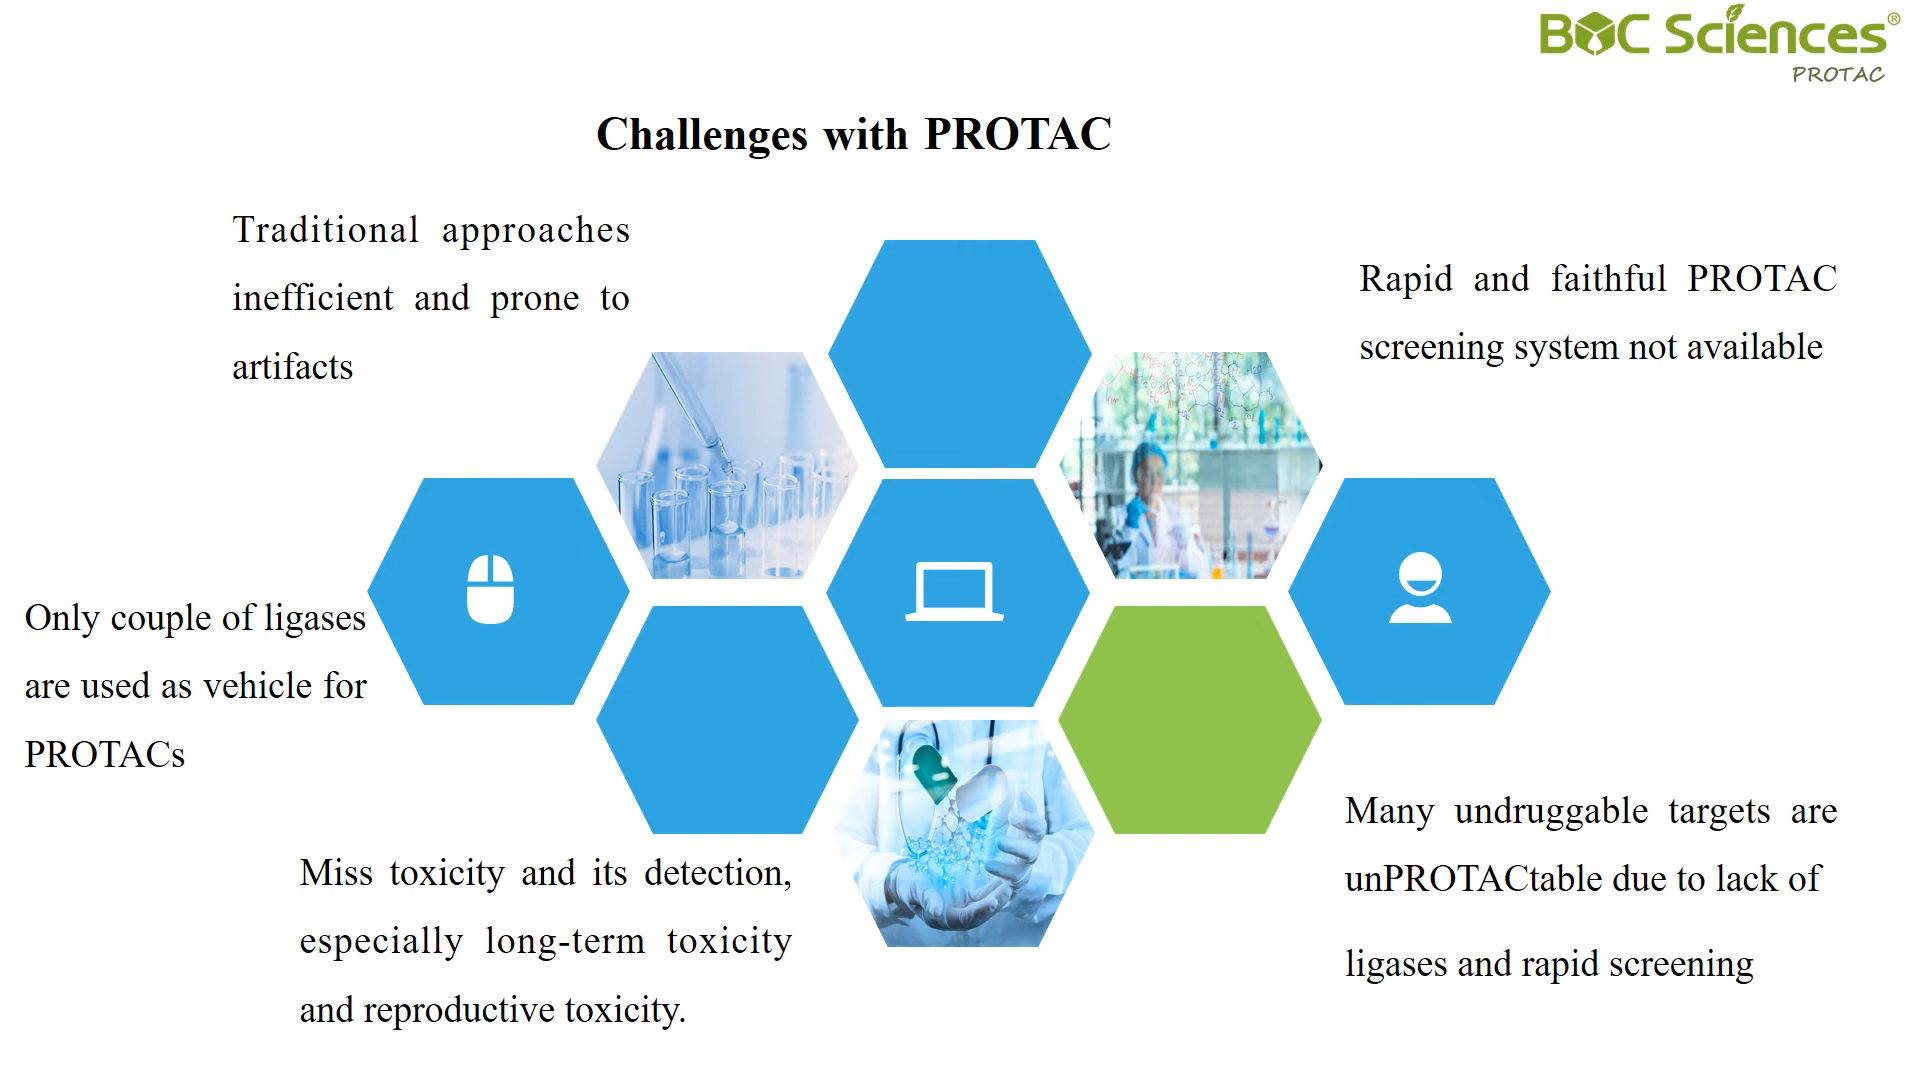 BOC Sciences®
PROTAC
Challenges with PROTAC
Traditional approaches
inefficient and prone to
artifacts
Rapid and faithful PROTAC
screening system not available
Only couple of ligases
are used as vehicle for
PROTACs
Miss toxicity and its detection,
especially long-term toxicity
and reproductive toxicity.
Many undruggable targets are
unPROTACtable due to lack of
ligases and rapid screening